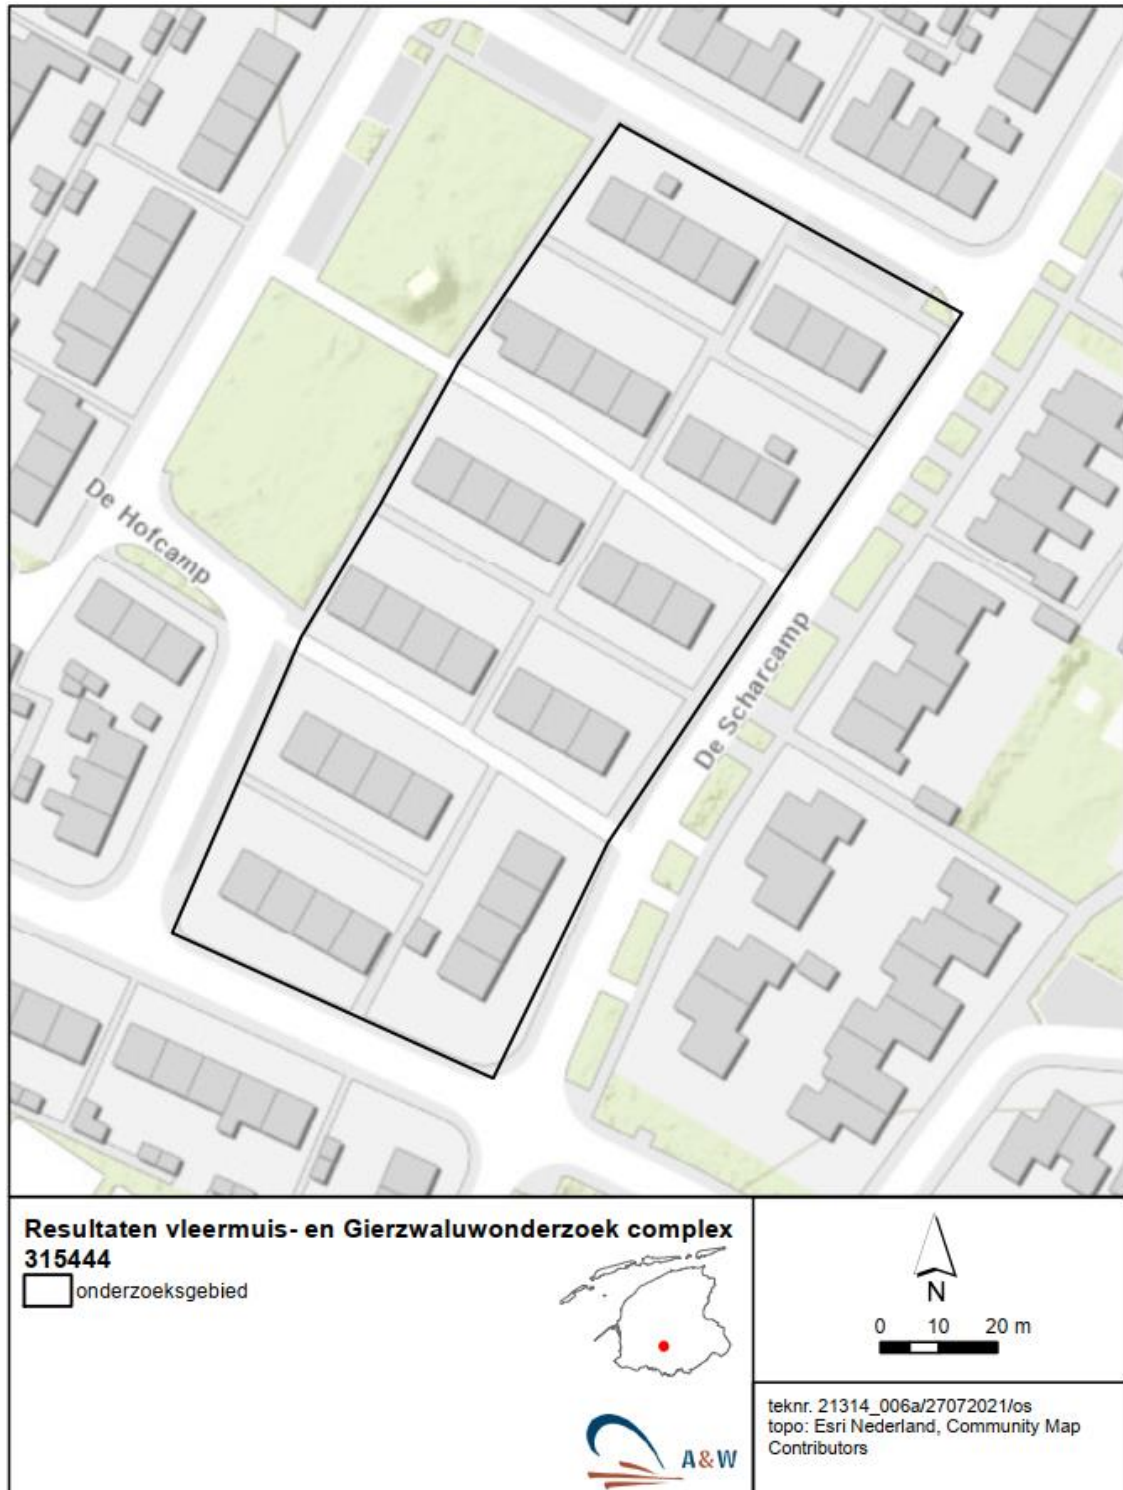 De Hofcamp
De Scharcamp
Resultaten vleermuis- en Gierzwaluwonderzoek complex
315444
onderzoeksgebied
A&W
N
0 10 20 m
teknr. 21314_006a/27072021/os
topo: Esri Nederland, Community Map
Contributors